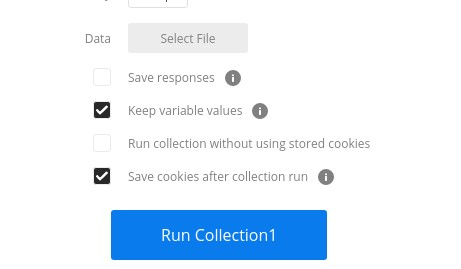 Data
Select File
Save responses
Keep variable values
Run collection without using stored cookies
Save cookies after collection run
Run Collection1